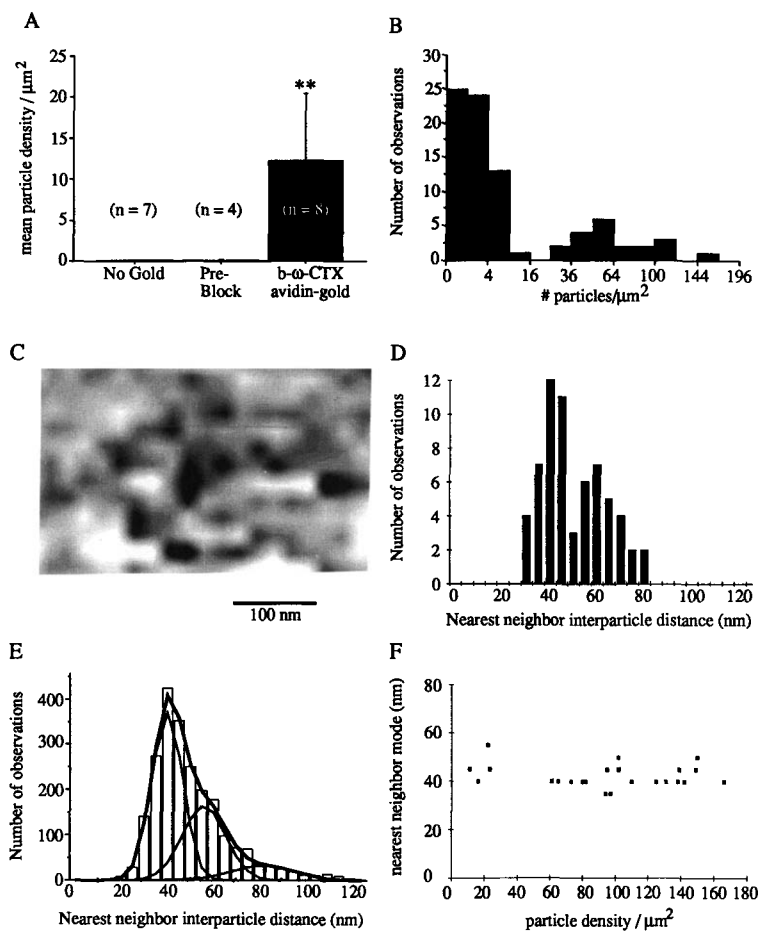 A
mean particle density / μm²
30
25
20
15
10
5
0
**
(n = 7)
(n = 4)
(n = 8)
No Gold
Pre-
Block
b-ω-CTX
avidin-gold
B
Number of observations
30
25
20
15
10
5
0
0 4 16 36 64 100 144 196
# particles/μm²
C
100 nm
D
Number of observations
12
10
8
6
4
2
0
0 20 40 60 80 100 120
Nearest neighbor interparticle distance (nm)
E
Number of observations
400
300
200
100
0
0 20 40 60 80 100 120
Nearest neighbor interparticle distance (nm)
F
nearest neighbor mode (nm)
80
60
40
20
0
0 20 40 60 80 100 120 140 160 180
particle density / μm²